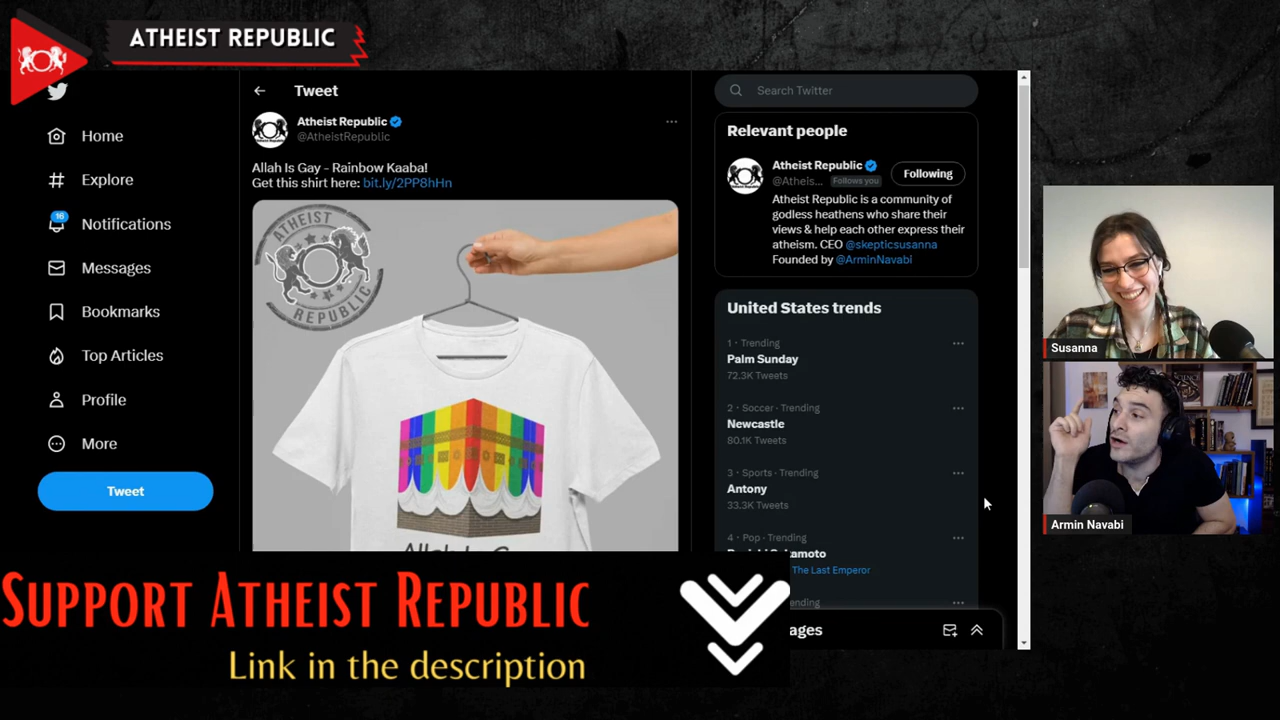 ATHEIST REPUBLIC
Home
Explore
16
Notifications
Messages
Bookmarks
Top Articles
Profile
More
Tweet
Tweet
Atheist Republic
@AtheistRepublic
Allah Is Gay - Rainbow Kaaba!
Get this shirt here: bit.ly/2PP8hHn
ATHEIST
REPUBLIC
Search Twitter
Relevant people
Atheist Republic
@Atheis... Follows you
Following
Atheist Republic is a community of
godless heathens who share their
views & help each other express their
atheism. CEO @skepticsusanna
Founded by @ArminNavabi
United States trends
1 · Trending
Palm Sunday
72.3K Tweets
2 · Soccer · Trending
Newcastle
80.1K Tweets
3 · Sports · Trending
Antony
33.3K Tweets
4 · Pop · Trending
The Last Emperor
Susanna
Armin Navabi
SUPPORT ATHEIST REPUBLIC
Link in the description